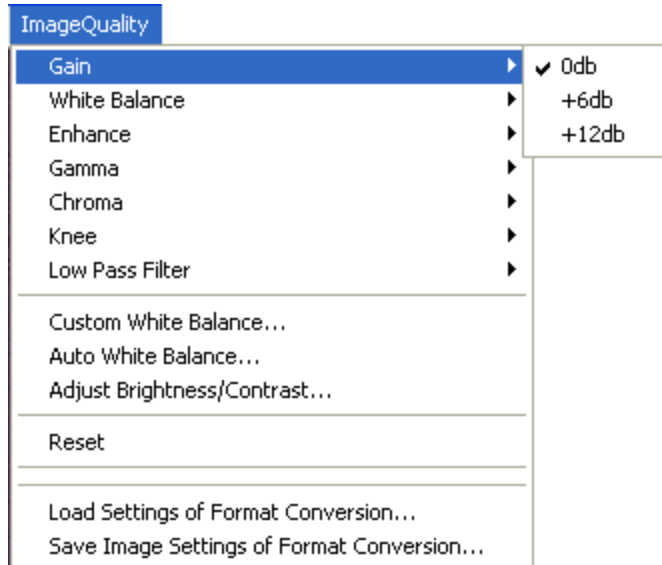 ImageQuality
Gain
0db
+6db
+12db
White Balance
Enhance
Gamma
Chroma
Knee
Low Pass Filter
Custom White Balance...
Auto White Balance...
Adjust Brightness/Contrast...
Reset
Load Settings of Format Conversion...
Save Image Settings of Format Conversion...